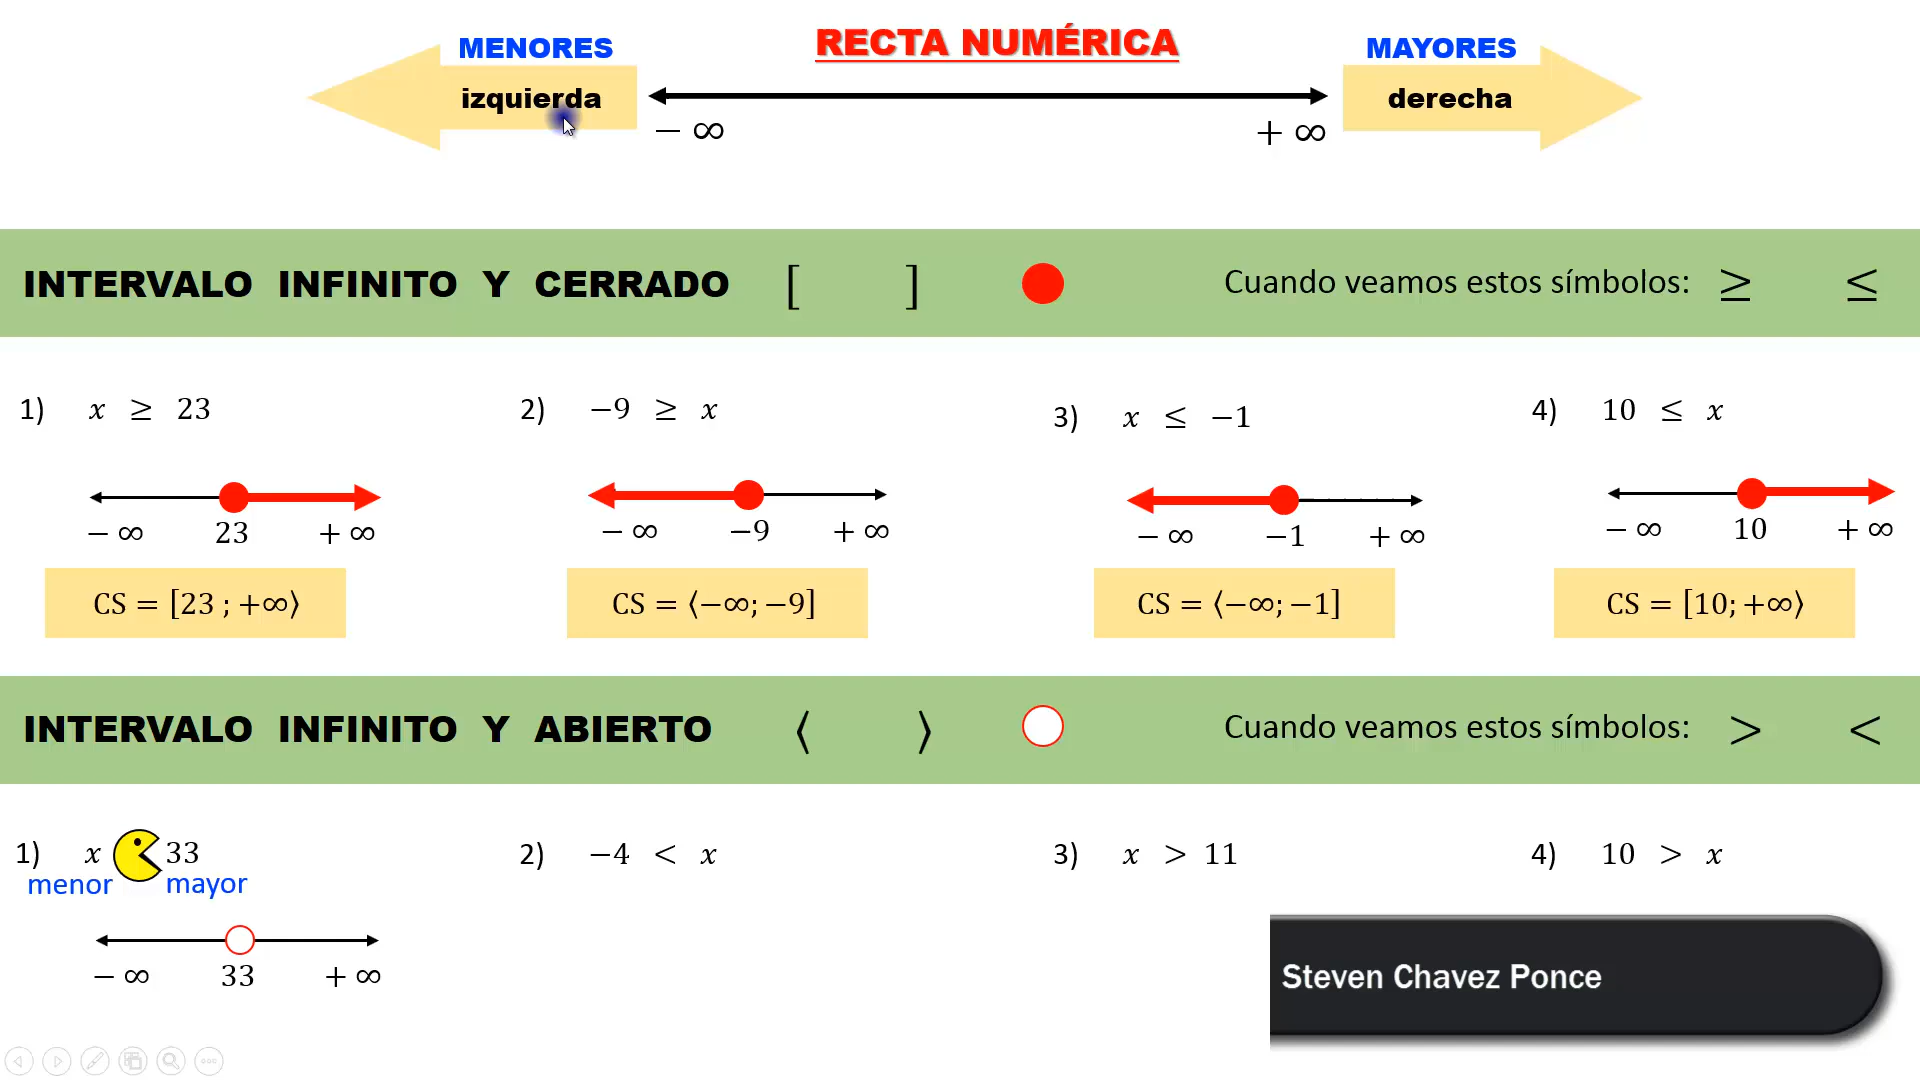 RECTA NUMÉRICA
MENORES
MAYORES
izquierda
derecha
− ∞
+ ∞
INTERVALO INFINITO Y CERRADO [ ] Cuando veamos estos símbolos: ≥ ≤
1) x ≥ 23
2) −9 ≥ x
3) x ≤ −1
4) 10 ≤ x
− ∞ 23 + ∞
− ∞ −9 + ∞
− ∞ −1 + ∞
− ∞ 10 + ∞
CS = [23 ; +∞⟩
CS = ⟨−∞; −9]
CS = ⟨−∞; −1]
CS = [10; +∞⟩
INTERVALO INFINITO Y ABIERTO ⟨ ⟩ Cuando veamos estos símbolos: > <
1) x 33
menor mayor
2) −4 < x
3) x > 11
4) 10 > x
− ∞ 33 + ∞
Steven Chavez Ponce